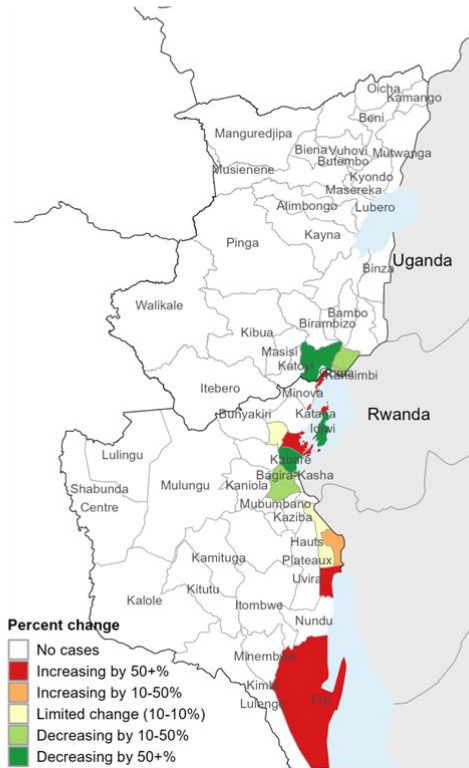 Oicha
Kamango
Beni
Manguredjipa
Biena
Vuhovi
Mutwanga
Butembo
Musienene
Kyondo
Masereka
Alimbongo
Lubero
Kayna
Pinga
Uganda
Binza
Walikale
Bambo
Birambizo
Kibua
Masisi
Katoyi
Karisimbi
Itebero
Minova
Bunyakiri
Katana
Rwanda
Idjwi
Lulingu
Kabare
Bagira-Kasha
Shabunda
Centre
Mulungu
Kaniola
Mubumbano
Kaziba
Hauts
Plateaux
Kamituga
Uvira
Kalole
Kitutu
Itombwe
Nundu
Percent change
No cases
Increasing by 50+%
Increasing by 10-50%
Limited change (10-10%)
Decreasing by 10-50%
Decreasing by 50+%
Minembwe
Kimbi
Lulenge
Fizi